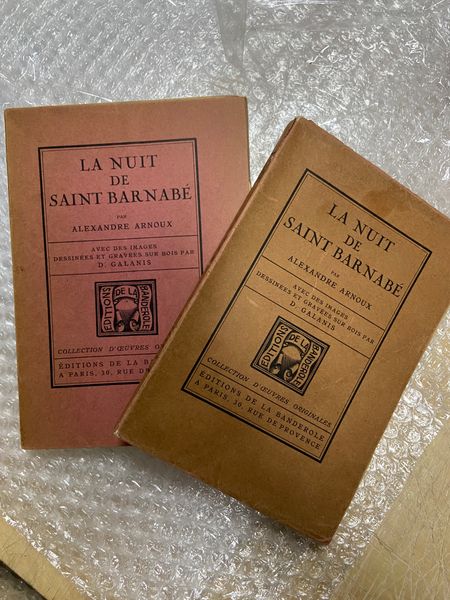 LA NUIT
DE
SAINT BARNABÉ
PAR
ALEXANDRE ARNOUX
AVEC DES IMAGES
DESSINÉES ET GRAVÉES SUR BOIS PAR
D. GALANIS
EDITIONS
DE LA
BANDEROLE
COLLECTION D'ŒUVRES ORIGINALES
ÉDITIONS DE LA
A PARIS, 16, RUE
LA NUIT
DE
SAINT BARNABÉ
PAR
ALEXANDRE ARNOUX
AVEC DES IMAGES
DESSINÉES ET GRAVÉES SUR BOIS PAR
D. GALANIS
EDITIONS
DE LA
BANDEROLE
COLLECTION D'ŒUVRES ORIGINALES
ÉDITIONS DE LA BANDEROLE
A PARIS, 16, RUE DE PROVENCE